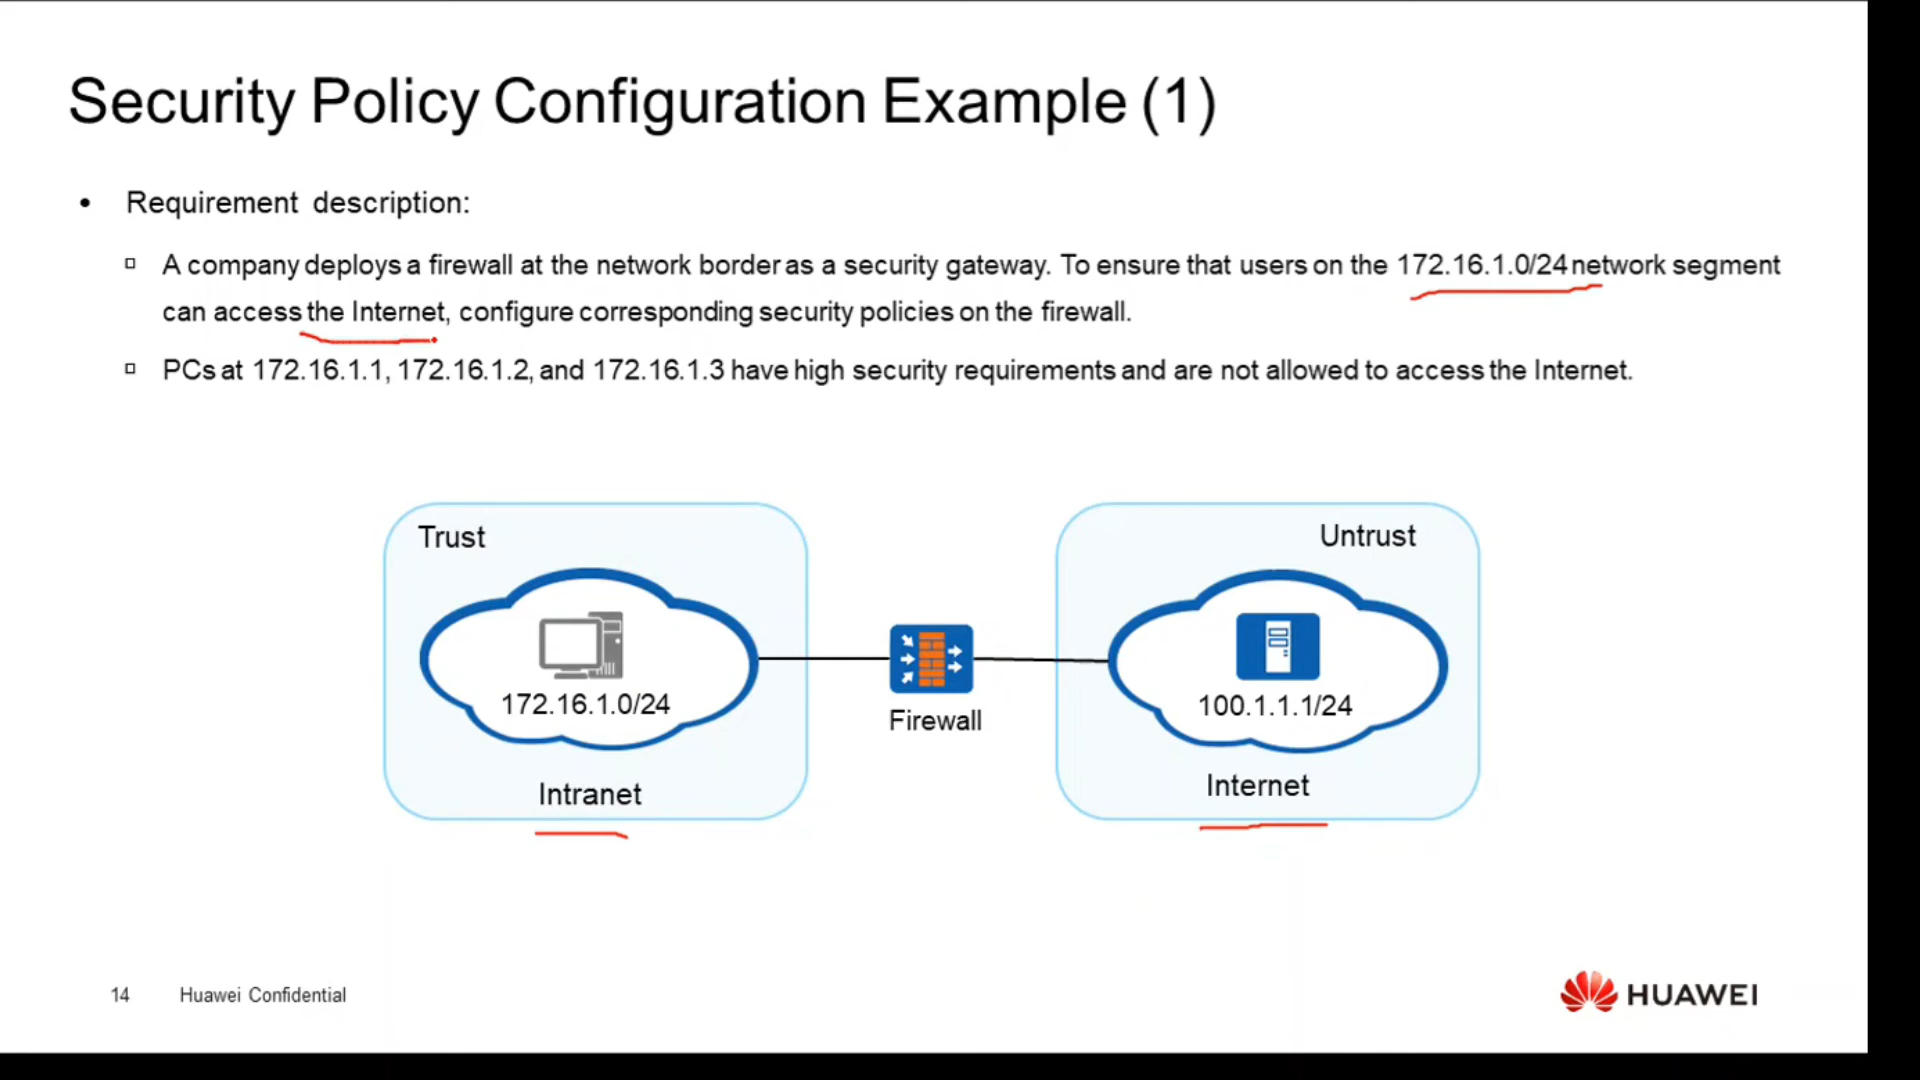 Security Policy Configuration Example (1)
• Requirement description:
▫ A company deploys a firewall at the network border as a security gateway. To ensure that users on the 172.16.1.0/24 network segment
can access the Internet, configure corresponding security policies on the firewall.
▫ PCs at 172.16.1.1, 172.16.1.2, and 172.16.1.3 have high security requirements and are not allowed to access the Internet.
Trust
172.16.1.0/24
Intranet
Firewall
Untrust
100.1.1.1/24
Internet
14 Huawei Confidential
HUAWEI